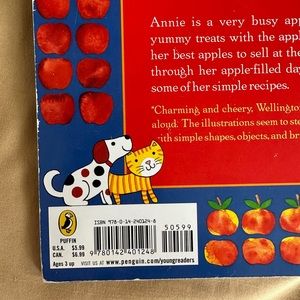 Annie is a very busy app
yummy treats with the appl
her best apples to sell at the
through her apple-filled day
some of her simple recipes.
"Charming and cheery, Wellingto
aloud. The illustrations seem to ste
with simple shapes, objects, and bri
ISBN 978-0-14-240124-8
50599
9 780142 401248
PUFFIN
U.S.A. $5.99
CAN. $6.99
Ages 3 up
VISIT US AT www.penguin.com/youngreaders